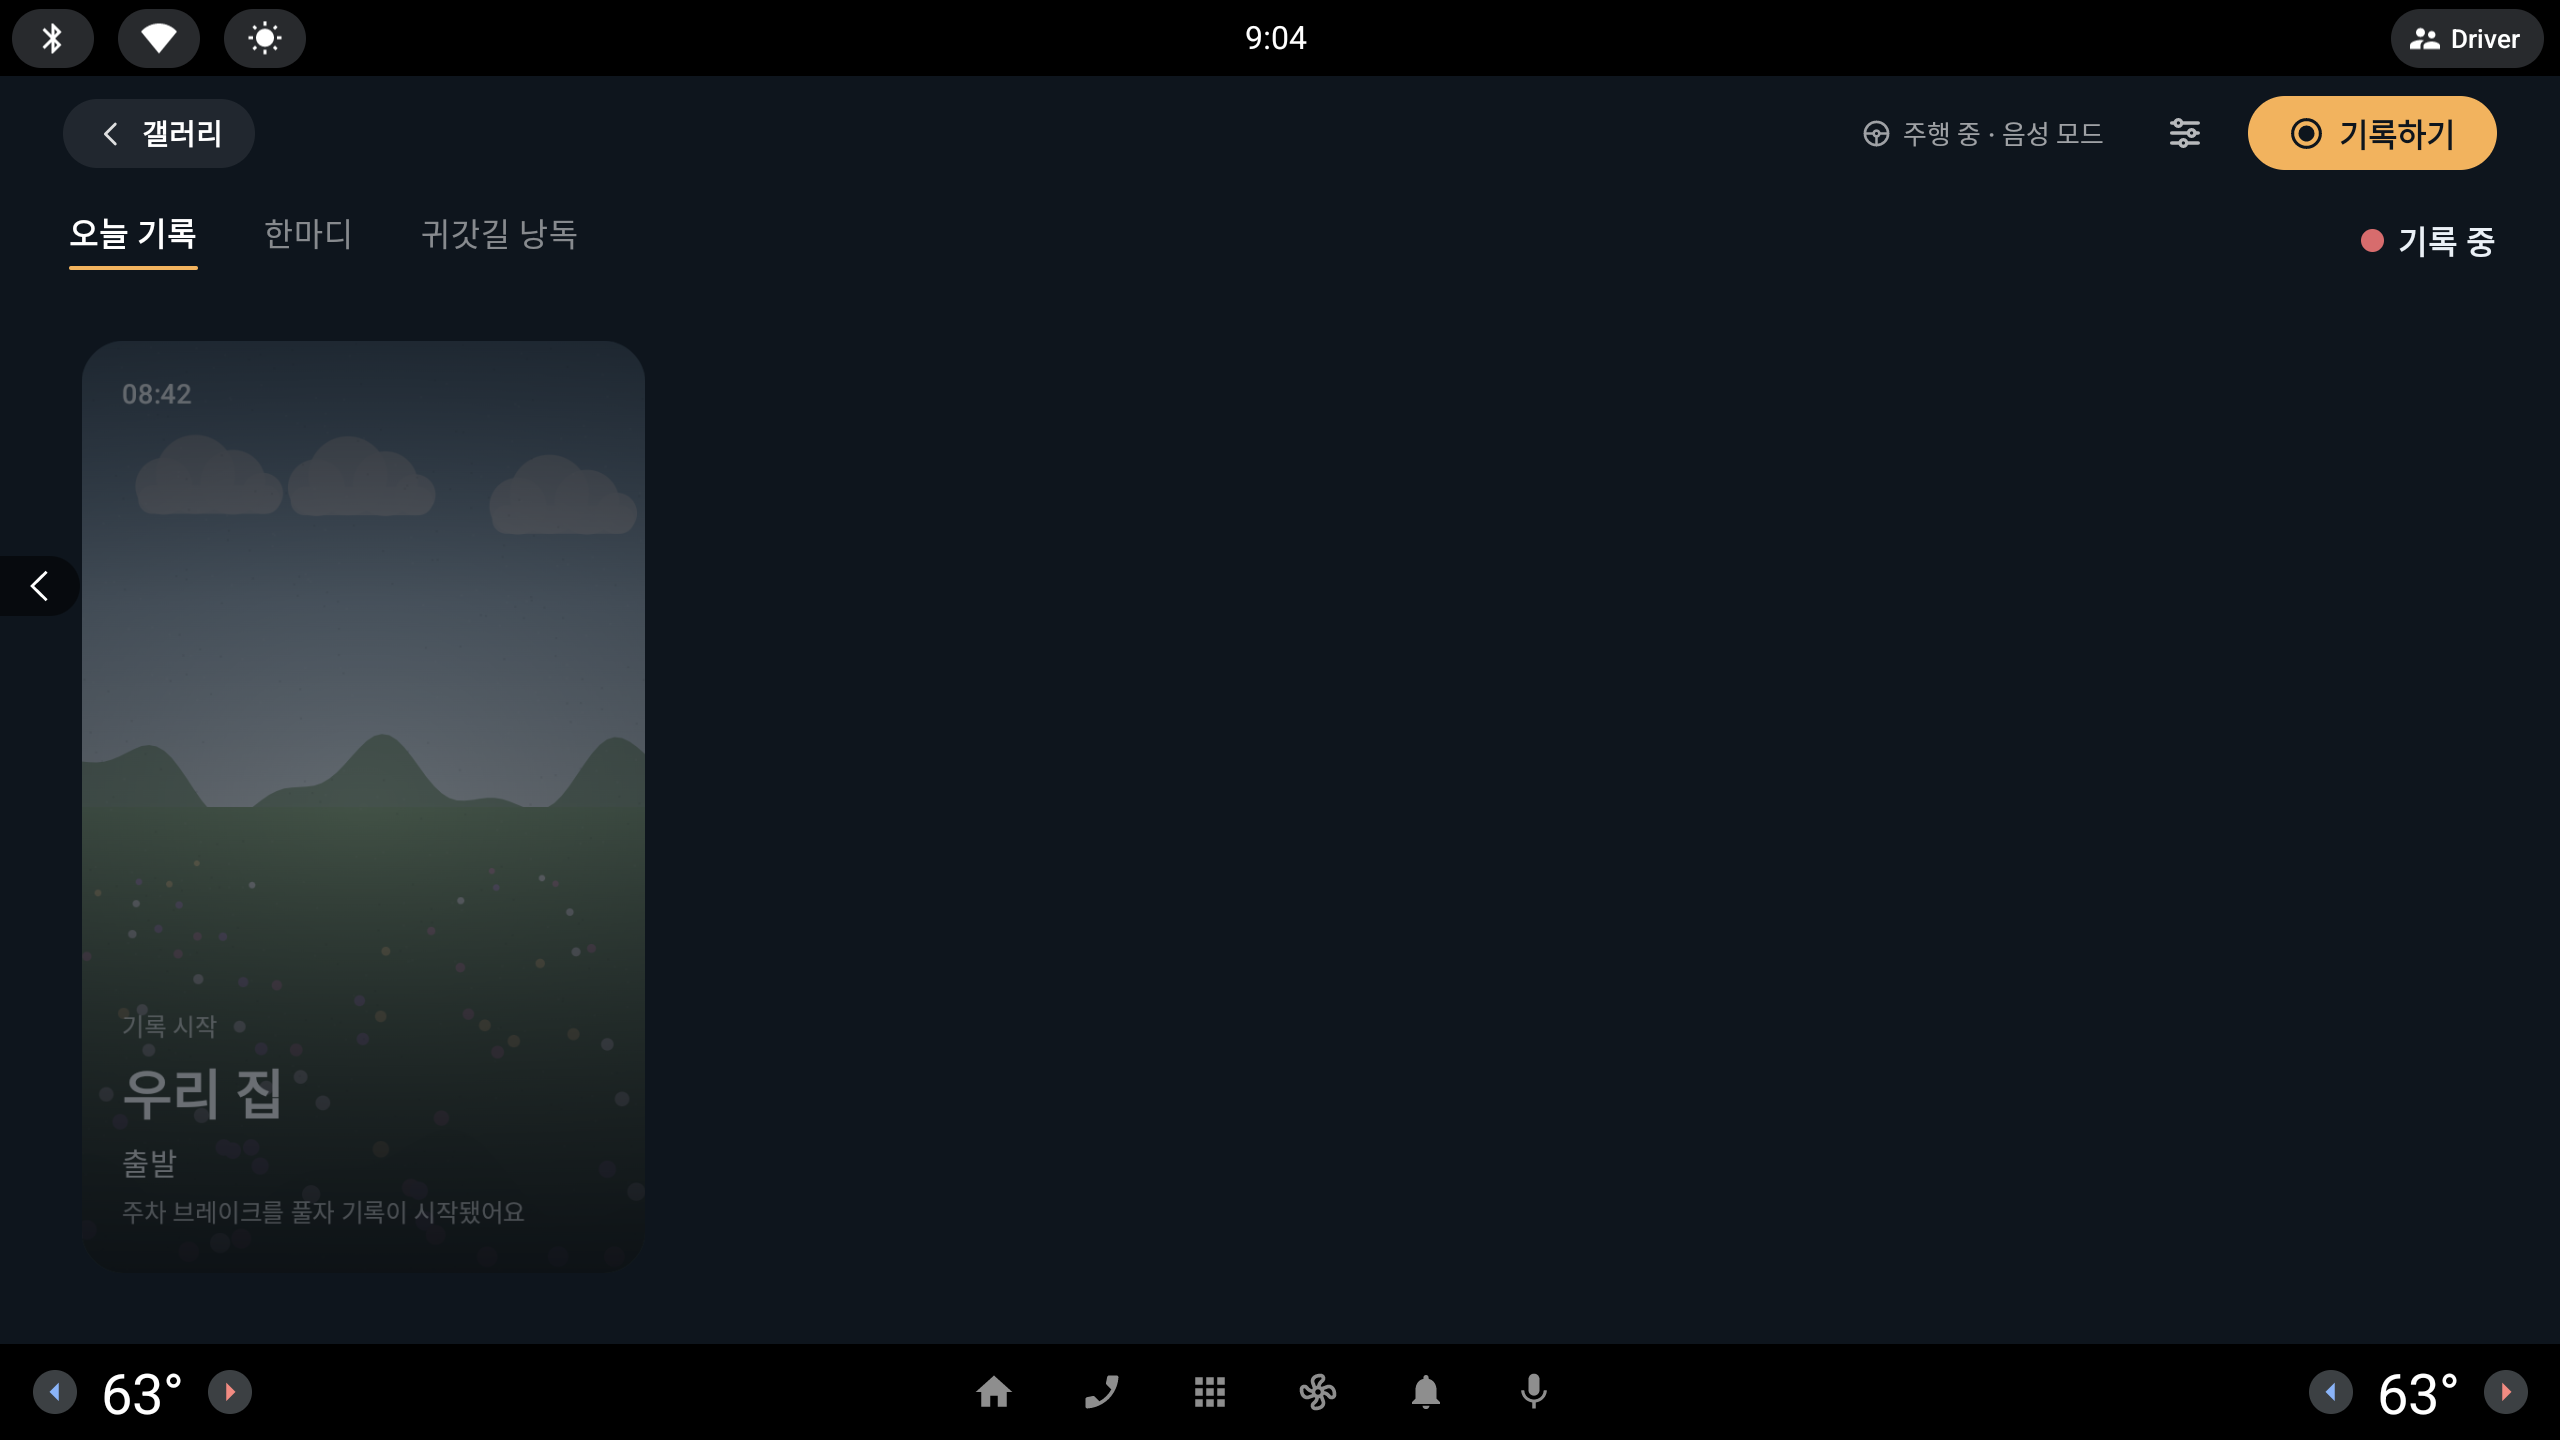 9:04
Driver
갤러리
주행 중 · 음성 모드
기록하기
오늘 기록
한마디
귀갓길 낭독
기록 중
08:42
기록 시작
우리 집
출발
주차 브레이크를 풀자 기록이 시작됐어요
63°
63°